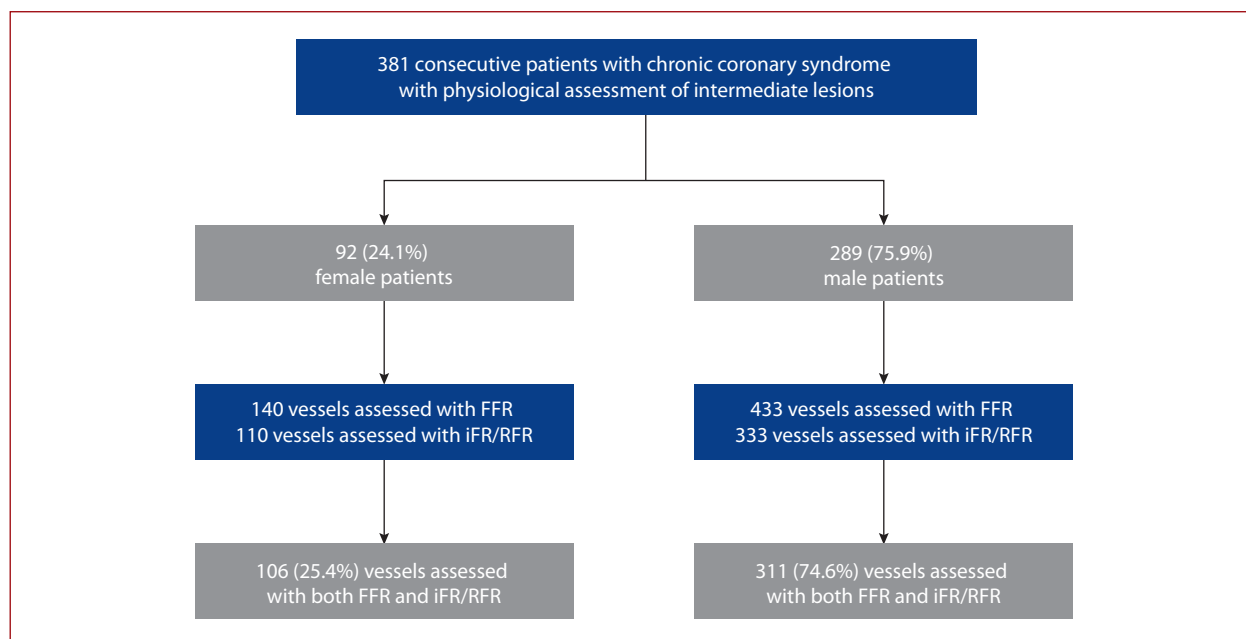 381 consecutive patients with chronic coronary syndrome
with physiological assessment of intermediate lesions
92 (24.1%)
female patients
289 (75.9%)
male patients
140 vessels assessed with FFR
110 vessels assessed with iFR/RFR
433 vessels assessed with FFR
333 vessels assessed with iFR/RFR
106 (25.4%) vessels assessed
with both FFR and iFR/RFR
311 (74.6%) vessels assessed
with both FFR and iFR/RFR